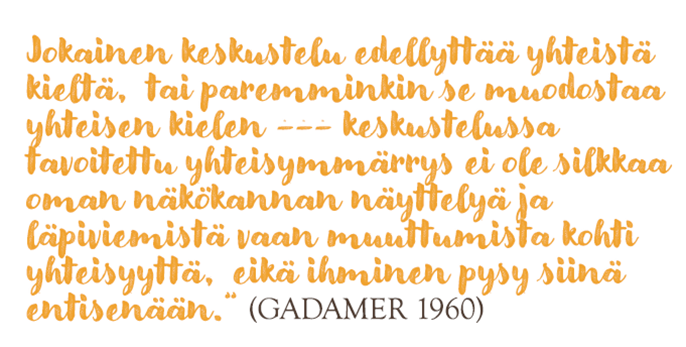 Jokainen keskustelu edellyttää yhteistä
kieltä, tai paremminkin se muodostaa
yhteisen kielen --- keskustelussa
tavoitettu yhteisymmärrys ei ole silkkaa
oman näkökannan näyttelyä ja
läpiviemistä vaan muuttumista kohti
yhteisyyttä, eikä ihminen pysy siinä
entisenään.” (GADAMER 1960)